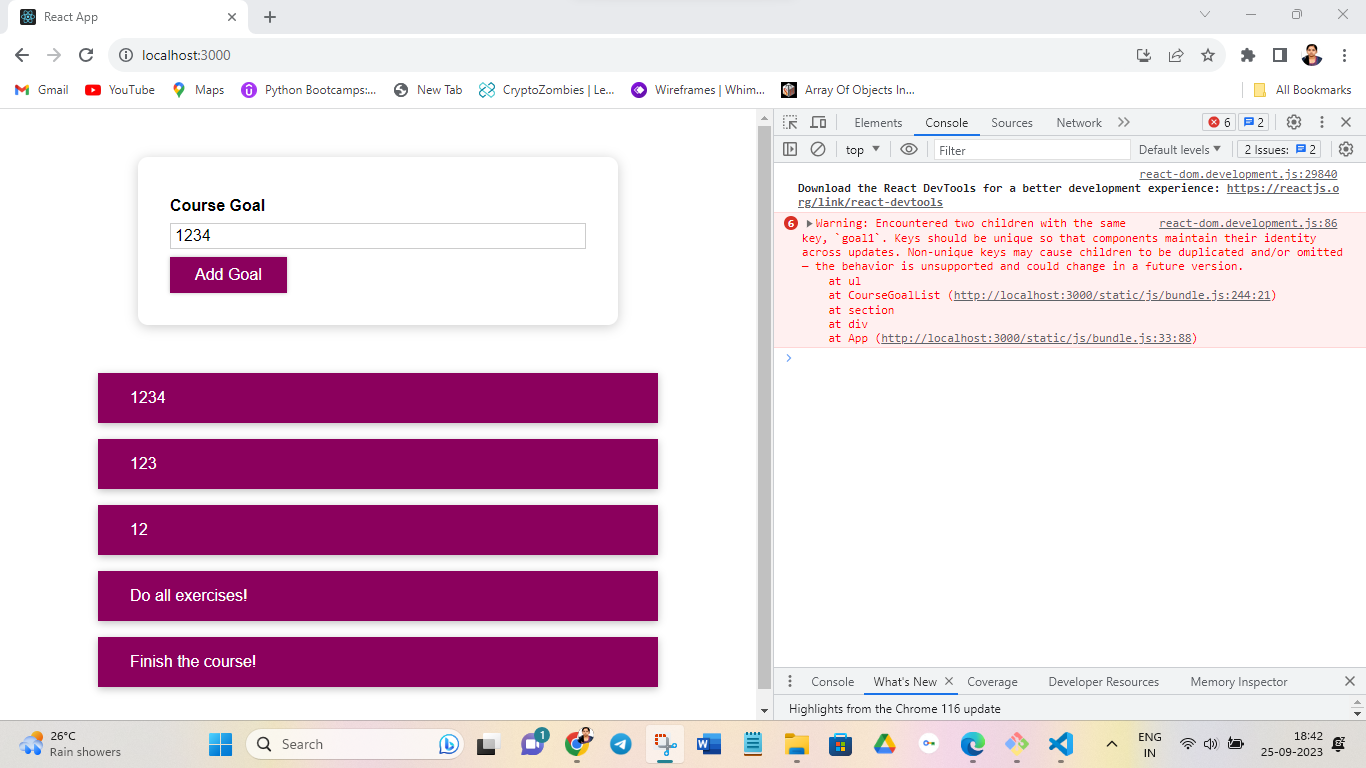 React App
localhost:3000
Gmail YouTube Maps Python Bootcamps:... New Tab CryptoZombies | Le... Wireframes | Whim... Array Of Objects In... All Bookmarks
Course Goal
1234
Add Goal
1234
123
12
Do all exercises!
Finish the course!
Elements Console Sources Network 6 2
top Filter Default levels 2 Issues: 2
react-dom.development.js:29840
Download the React DevTools for a better development experience: https://reactjs.o
rg/link/react-devtools
6 Warning: Encountered two children with the same react-dom.development.js:86
key, `goal1`. Keys should be unique so that components maintain their identity
across updates. Non-unique keys may cause children to be duplicated and/or omitted
— the behavior is unsupported and could change in a future version.
at ul
at CourseGoalList (http://localhost:3000/static/js/bundle.js:244:21)
at section
at div
at App (http://localhost:3000/static/js/bundle.js:33:88)
Console What's New Coverage Developer Resources Memory Inspector
Highlights from the Chrome 116 update
26°C
Rain showers
Search
1
ENG
IN
18:42
25-09-2023